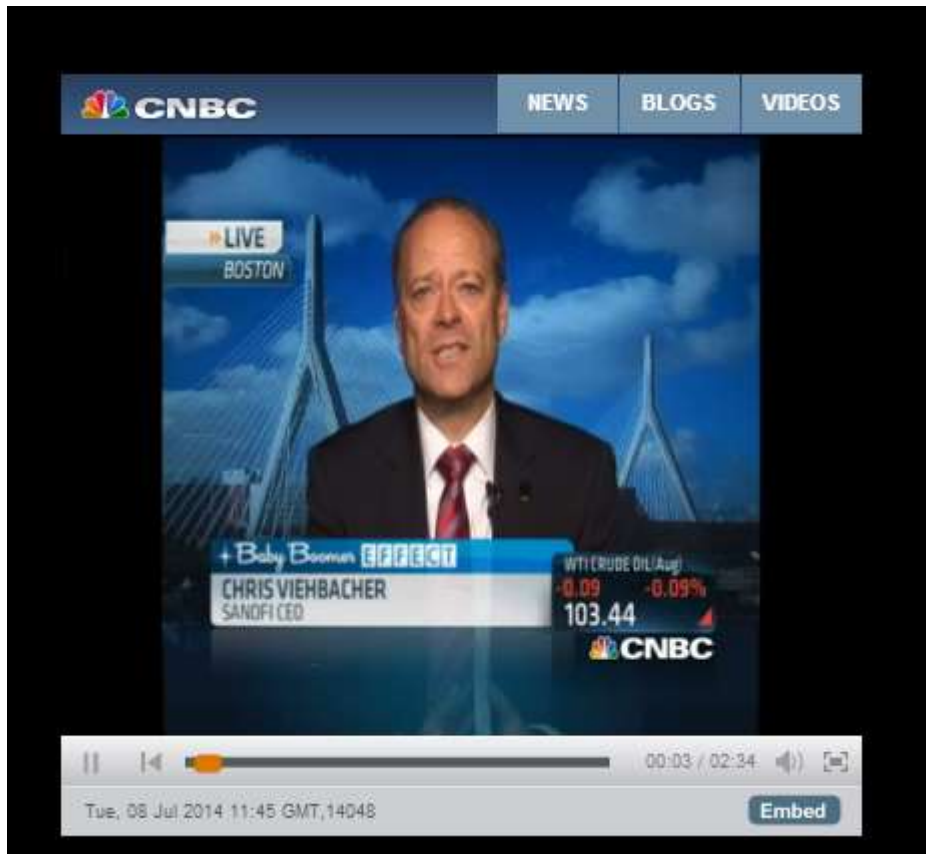 CNBC NEWS BLOGS VIDEOS
LIVE
BOSTON
Baby Boomer EFFECT
CHRIS VIEHBACHER
SANOFI CEO
WTI CRUDE OIL(Aug)
-0.09 -0.09%
103.44
CNBC
00:03 / 02:34
Tue, 08 Jul 2014 11:45 GMT,14048 Embed